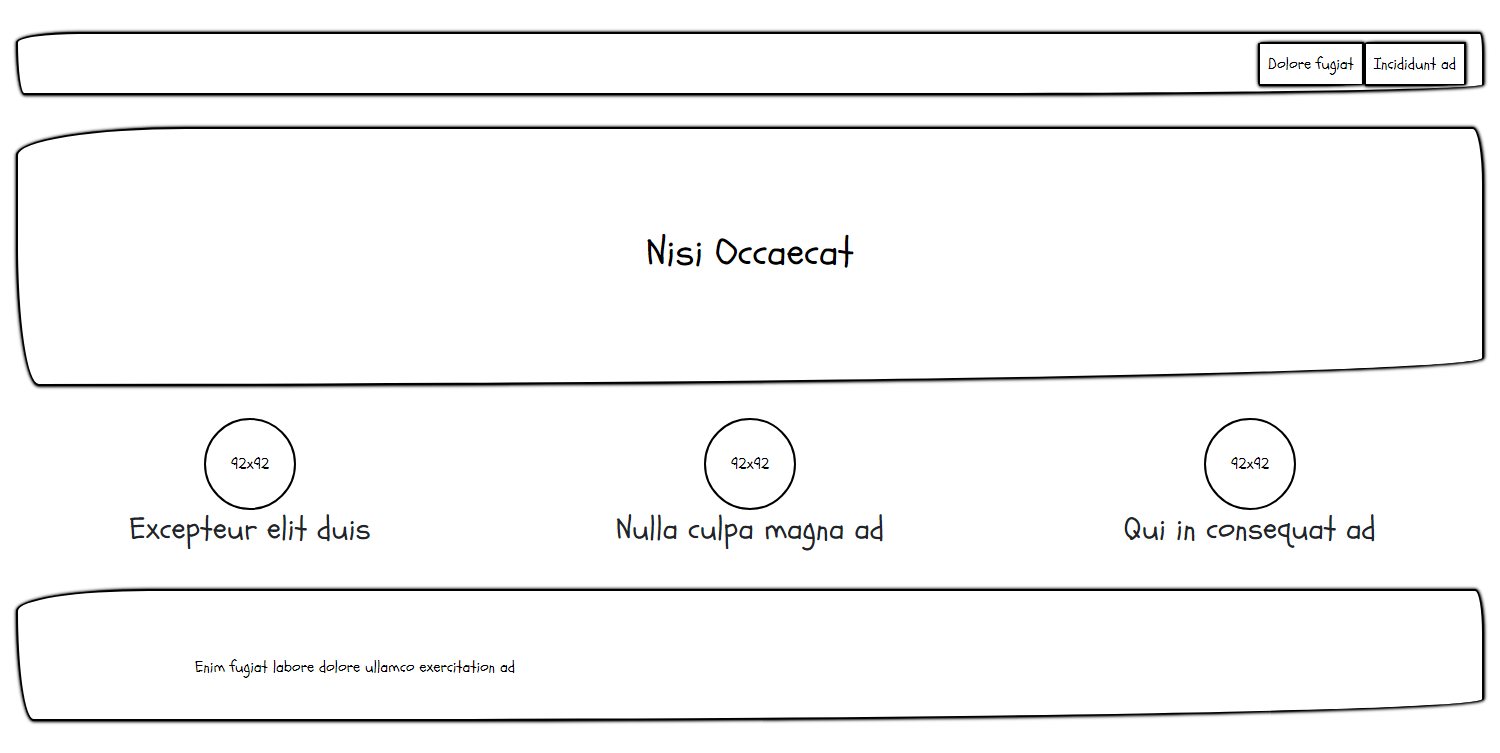 Dolore fugiat Incididunt ad
Nisi Occaecat
92x92 92x92 92x92
Excepteur elit duis Nulla culpa magna ad Qui in consequat ad
Enim fugiat labore dolore ullamco exercitation ad